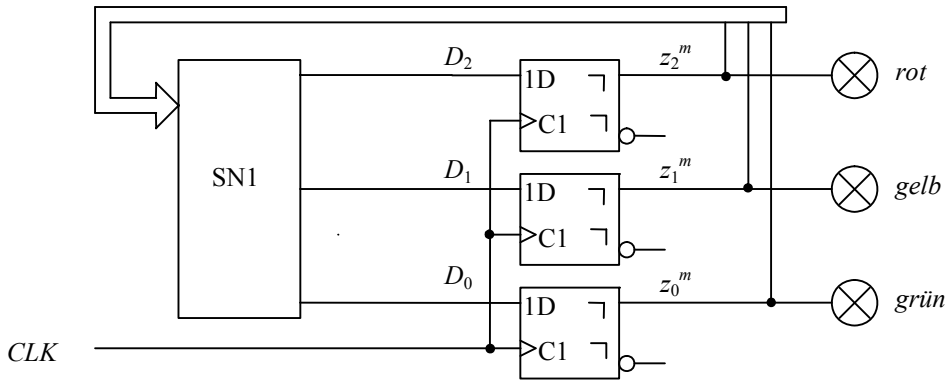 D₂ z₂ᵐ rot
1D
C1
SN1
D₁ z₁ᵐ gelb
1D
C1
D₀ z₀ᵐ grün
1D
CLK C1